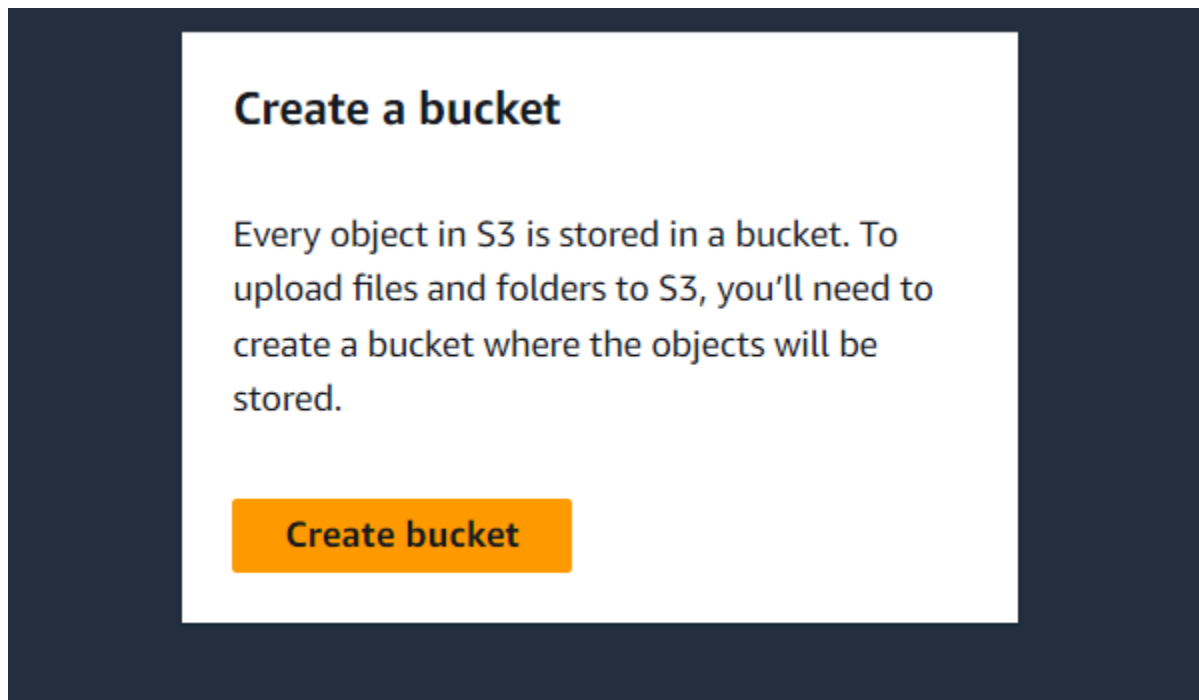 Create a bucket
Every object in S3 is stored in a bucket. To
upload files and folders to S3, you’ll need to
create a bucket where the objects will be
stored.
Create bucket